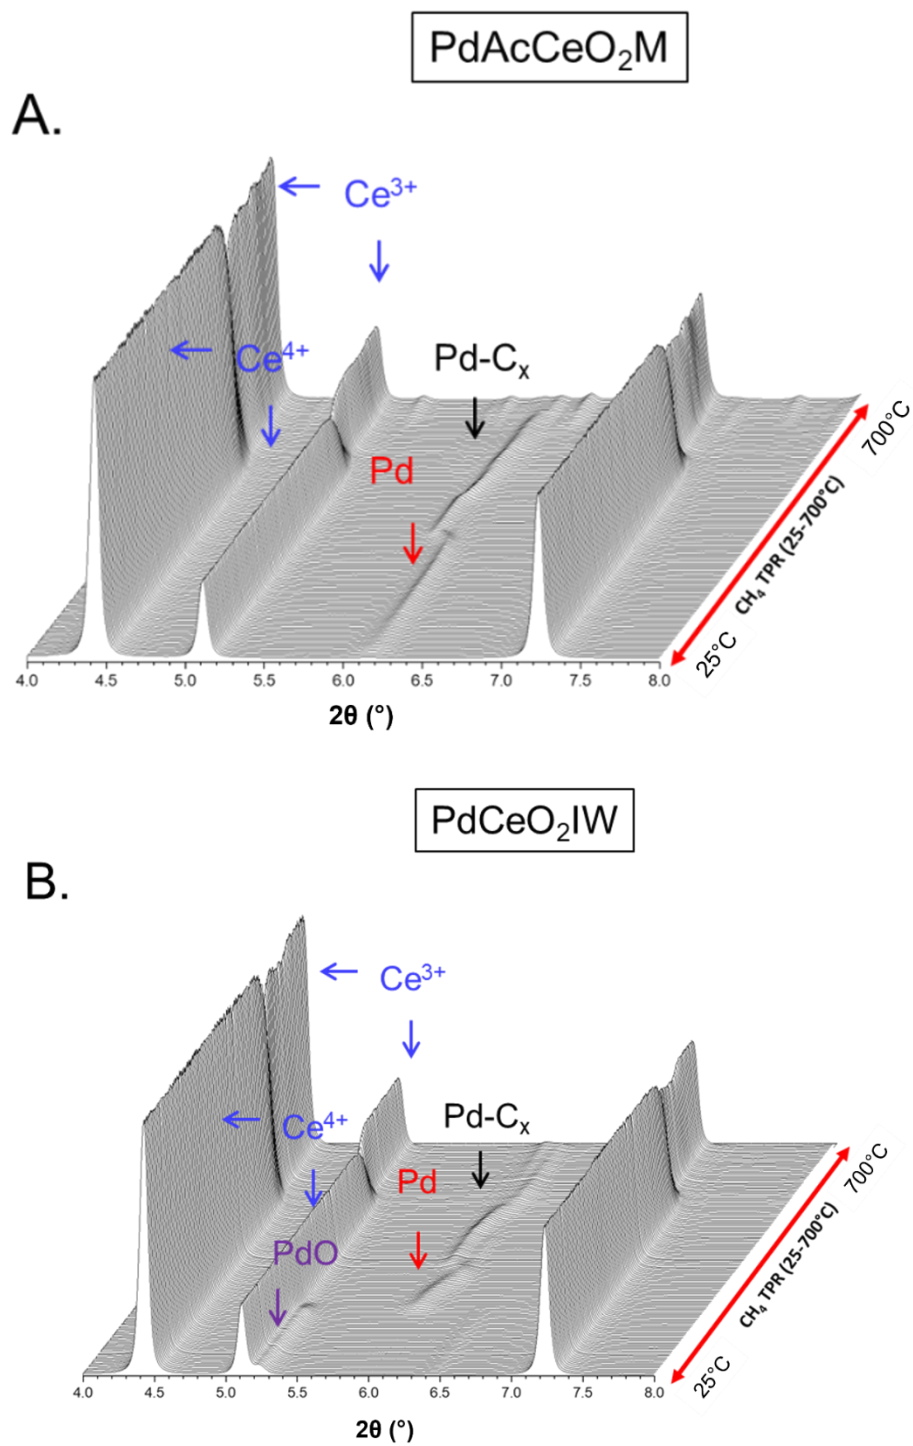 PdAcCeO₂M
A.
Ce³⁺
Ce⁴⁺
Pd-Cₓ
Pd
700°C
CH₄ TPR (25-700°C)
25°C
4.0 4.5 5.0 5.5 6.0 6.5 7.0 7.5 8.0
2θ (°)
PdCeO₂IW
B.
Ce³⁺
Ce⁴⁺
Pd-Cₓ
Pd
PdO
700°C
CH₄ TPR (25-700°C)
25°C
4.0 4.5 5.0 5.5 6.0 6.5 7.0 7.5 8.0
2θ (°)